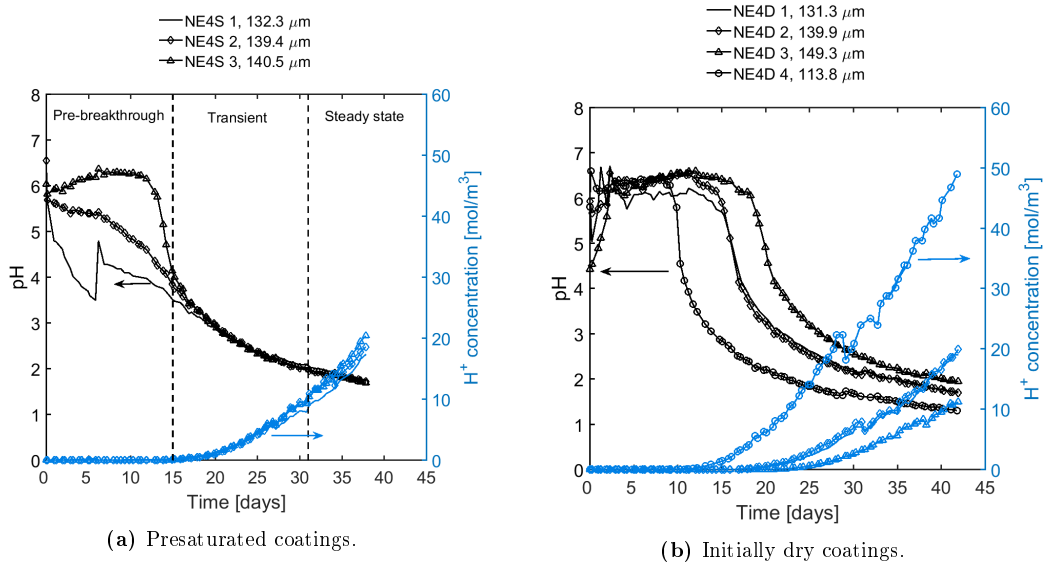 NE4S 1, 132.3 μm
NE4S 2, 139.4 μm
NE4S 3, 140.5 μm
Pre-breakthrough
Transient
Steady state
8
7
6
5
4
3
2
1
0
pH
60
50
40
30
20
10
0
H⁺ concentration [mol/m³]
0 5 10 15 20 25 30 35 40 45
Time [days]
(a) Presaturated coatings.
NE4D 1, 131.3 μm
NE4D 2, 139.9 μm
NE4D 3, 149.3 μm
NE4D 4, 113.8 μm
8
7
6
5
4
3
2
1
0
pH
60
50
40
30
20
10
0
H⁺ concentration [mol/m³]
0 5 10 15 20 25 30 35 40 45
Time [days]
(b) Initially dry coatings.